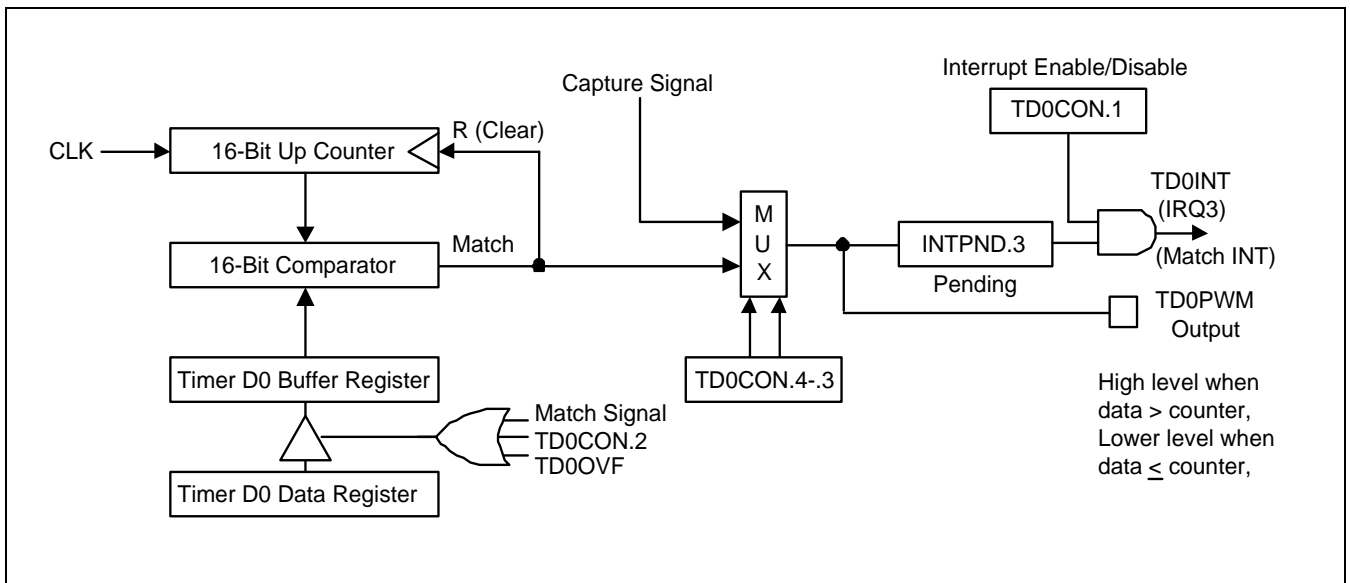 Interrupt Enable/Disable
Capture Signal
TD0CON.1
R (Clear)
CLK
16-Bit Up Counter
TD0INT
(IRQ3)
(Match INT)
M
U
X
Match
16-Bit Comparator
INTPND.3
Pending
TD0PWM
Output
Timer D0 Buffer Register
TD0CON.4-.3
High level when
data > counter,
Lower level when
data < counter,
Match Signal
TD0CON.2
TD0OVF
Timer D0 Data Register